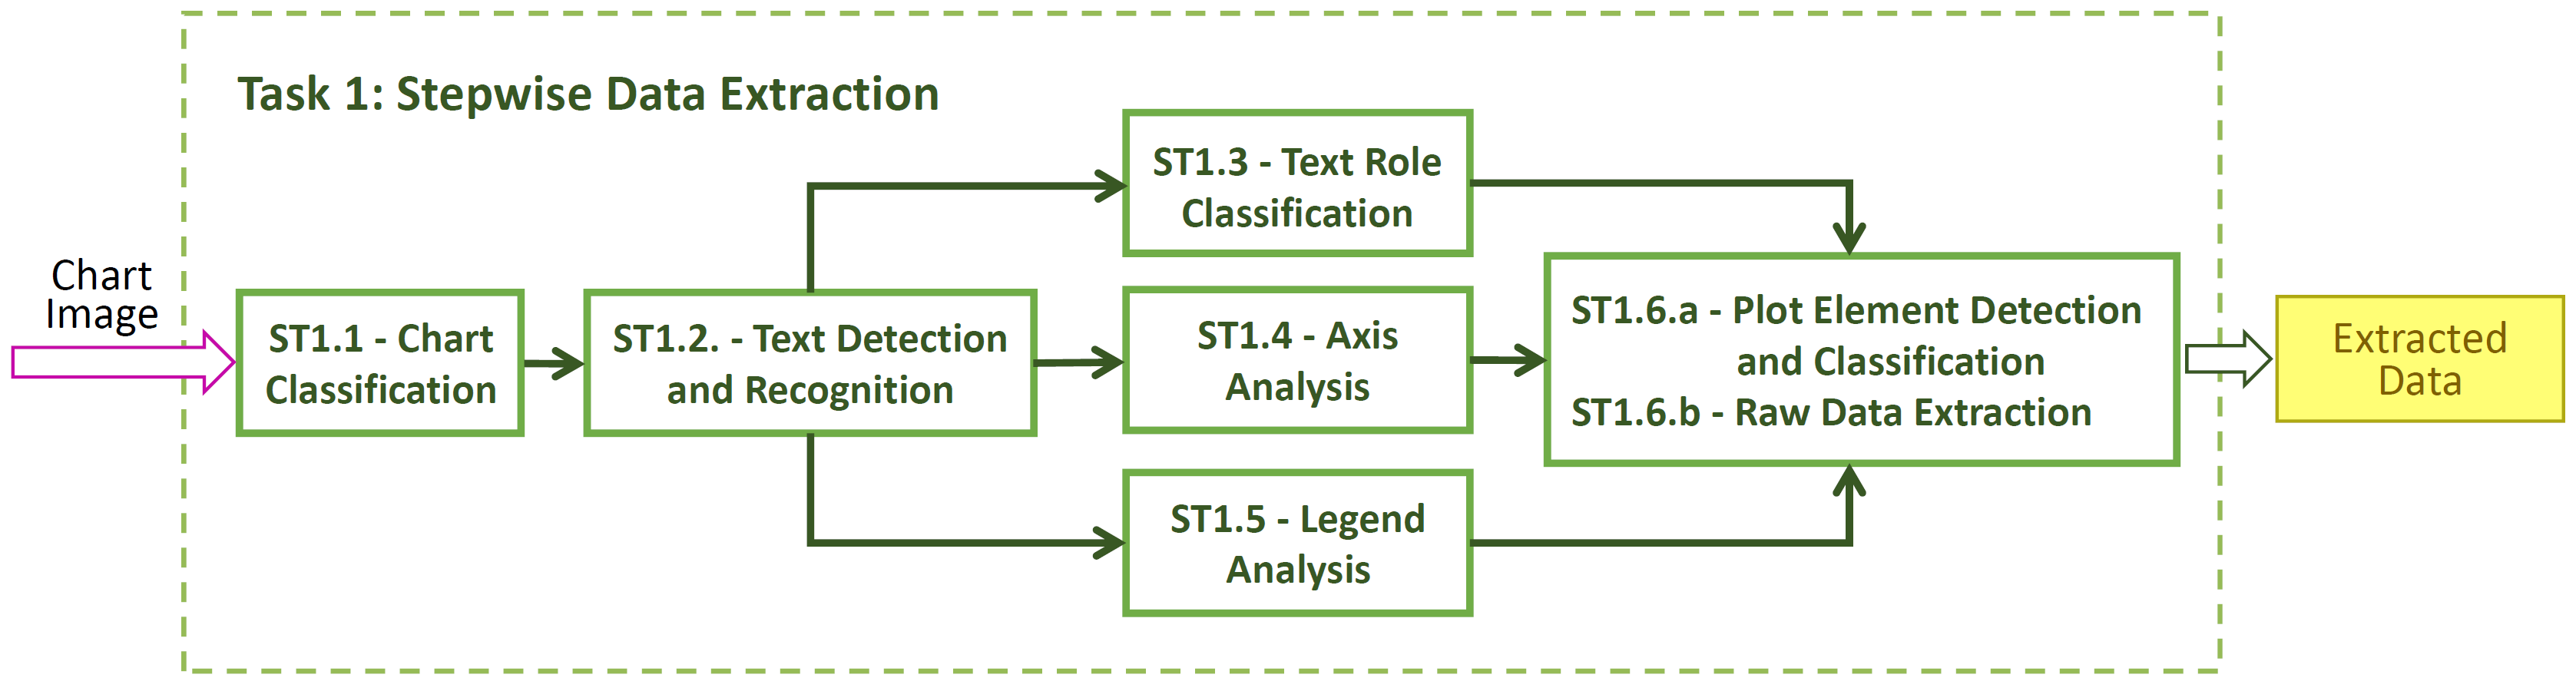 Task 1: Stepwise Data Extraction
Chart
Image
ST1.1 - Chart
Classification
ST1.2. - Text Detection
and Recognition
ST1.3 - Text Role
Classification
ST1.4 - Axis
Analysis
ST1.5 - Legend
Analysis
ST1.6.a - Plot Element Detection
and Classification
ST1.6.b - Raw Data Extraction
Extracted
Data